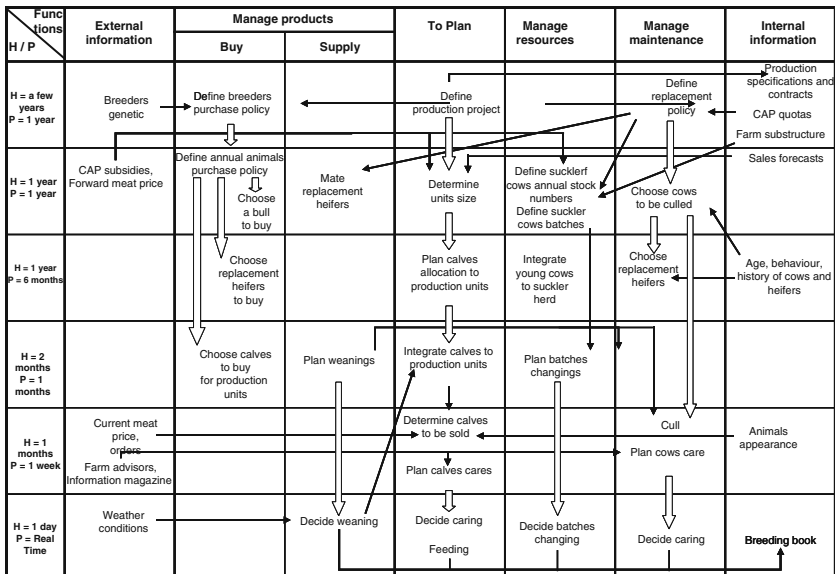 Func
tions
H / P
External
information
Manage products
Buy
Supply
To Plan
Manage
resources
Manage
maintenance
Internal
information
H = a few
years
P = 1 year
Breeders
genetic
Define breeders
purchase policy
Define
production project
Define
replacement
policy
Production
specifications and
contracts
CAP quotas
Farm substructure
H = 1 year
P = 1 year
CAP subsidies,
Forward meat price
Define annual animals
purchase policy
Choose
a bull
to buy
Mate
replacement
heifers
Determine
units size
Define sucklerf
cows annual stock
numbers
Define suckler
cows batches
Choose cows
to be culled
Sales forecasts
H = 1 year
P = 6 months
Choose
replacement
heifers
to buy
Plan calves
allocation to
production units
Integrate
young cows
to suckler
herd
Choose
replacement
heifers
Age, behaviour,
history of cows and
heifers
H = 2
months
P = 1
months
Choose calves
to buy
for production
units
Plan weanings
Integrate calves to
production units
Plan batches
changings
H = 1
months
P = 1 week
Current meat
price,
orders
Farm advisors,
Information magazine
Determine calves
to be sold
Plan calves cares
Cull
Plan cows care
Animals
appearance
H = 1 day
P = Real
Time
Weather
conditions
Decide weaning
Decide caring
Feeding
Decide batches
changing
Decide caring
Breeding book